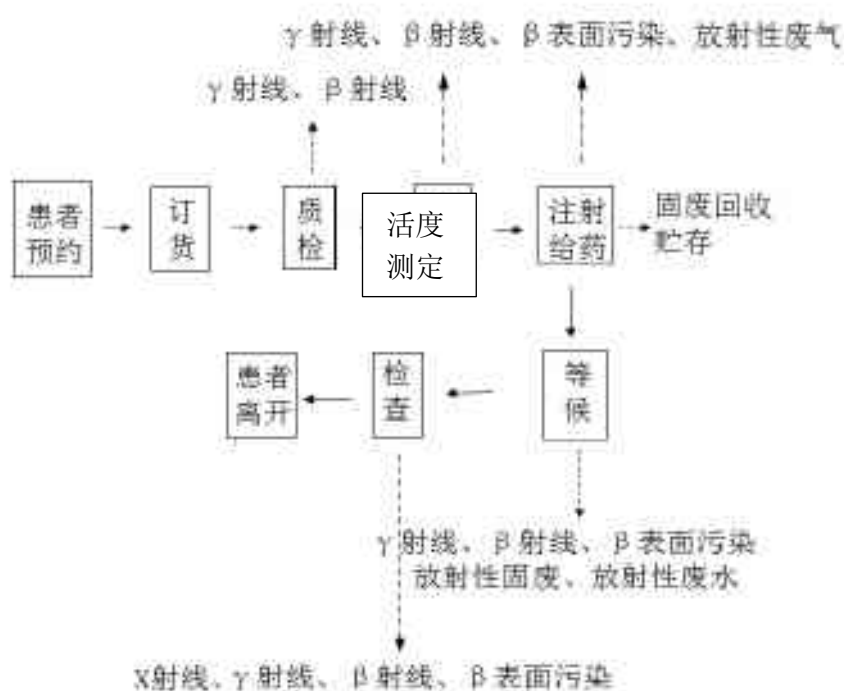 γ射线、β射线、β表面污染、放射性废气
γ射线、β射线
患者
预约
订
货
质
检
活度
测定
注射
给药
固废回收
贮存
患者
离开
检
查
等
候
γ射线、β射线、β表面污染
放射性固废、放射性废水
X射线、γ射线、β射线、β表面污染